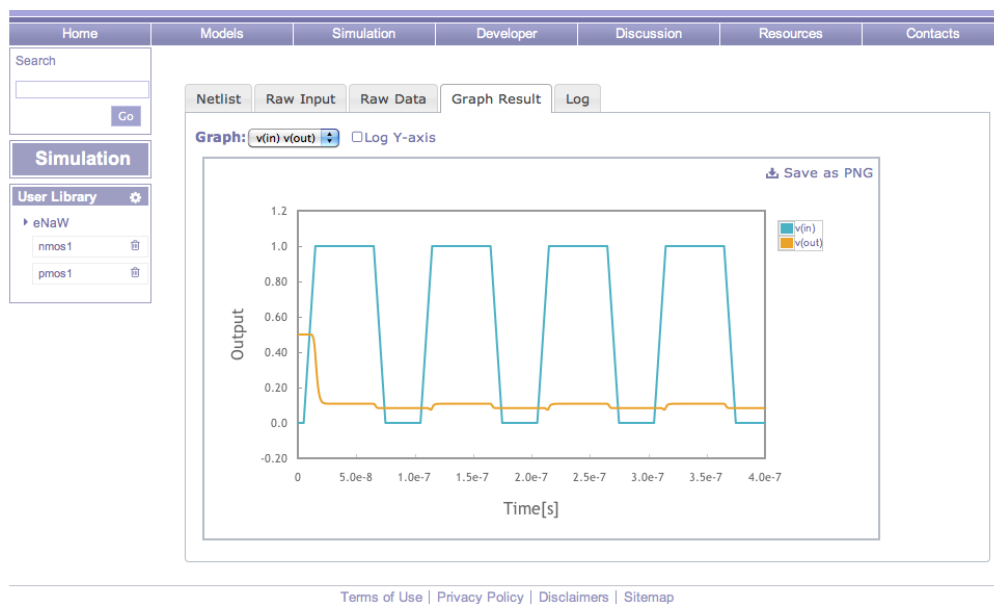 Home Models Simulation Developer Discussion Resources Contacts
Search
Go
Simulation
User Library
eNaW
nmos1
pmos1
Netlist Raw Input Raw Data Graph Result Log
Graph: v(in) v(out) Log Y-axis
Save as PNG
v(in)
v(out)
Output
1.2
1.0
0.80
0.60
0.40
0.20
0.0
-0.20
0 5.0e-8 1.0e-7 1.5e-7 2.0e-7 2.5e-7 3.0e-7 3.5e-7 4.0e-7
Time[s]
Terms of Use | Privacy Policy | Disclaimers | Sitemap